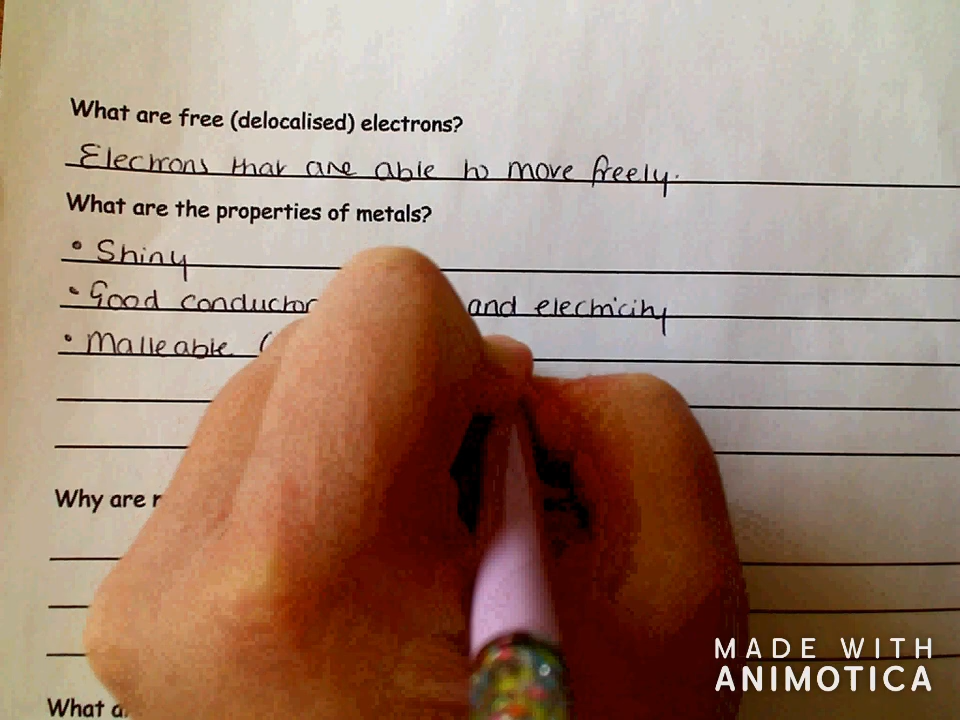 What are free (delocalised) electrons?
Electrons that are able to move freely.
What are the properties of metals?
• Shiny
• Good conductor and electricity
• Malleable (
Why are
What
MADE WITH
ANIMOTICA